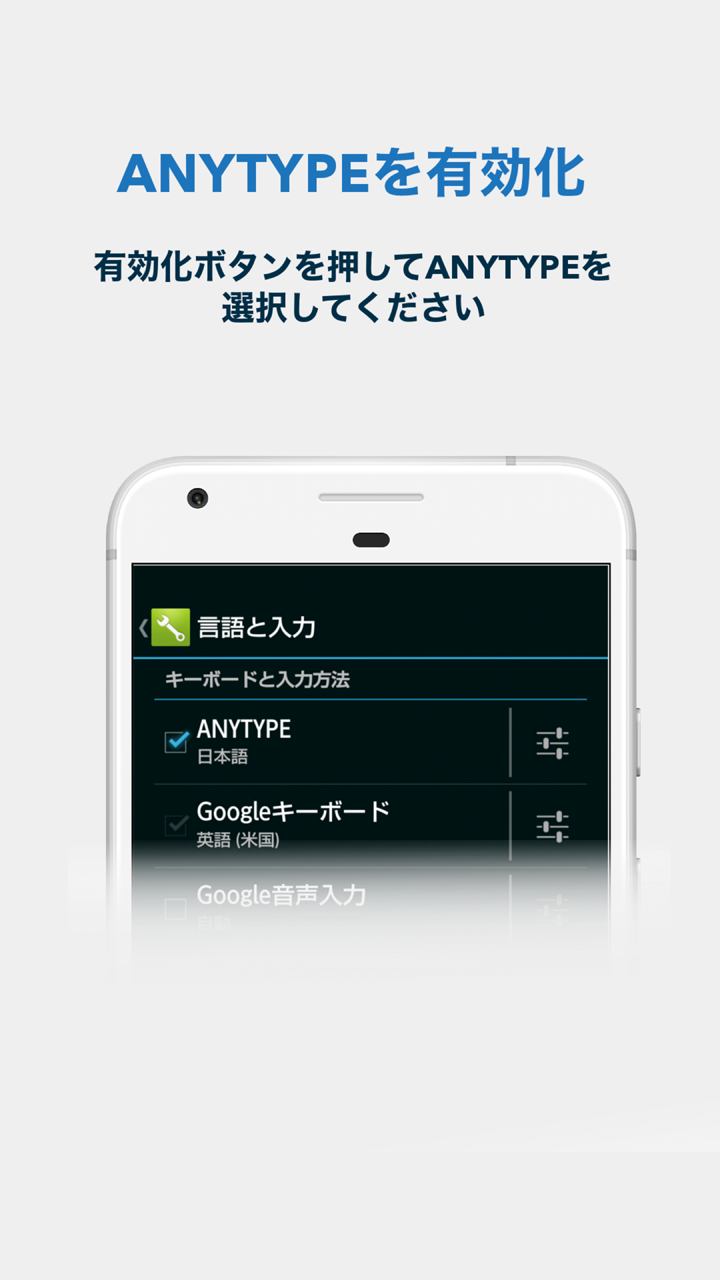 ANYTYPEを有効化
有効化ボタンを押してANYTYPEを
選択してください
言語と入力
キーボードと入力方法
ANYTYPE
日本語
Googleキーボード
英語 (米国)
Google音声入力
自動